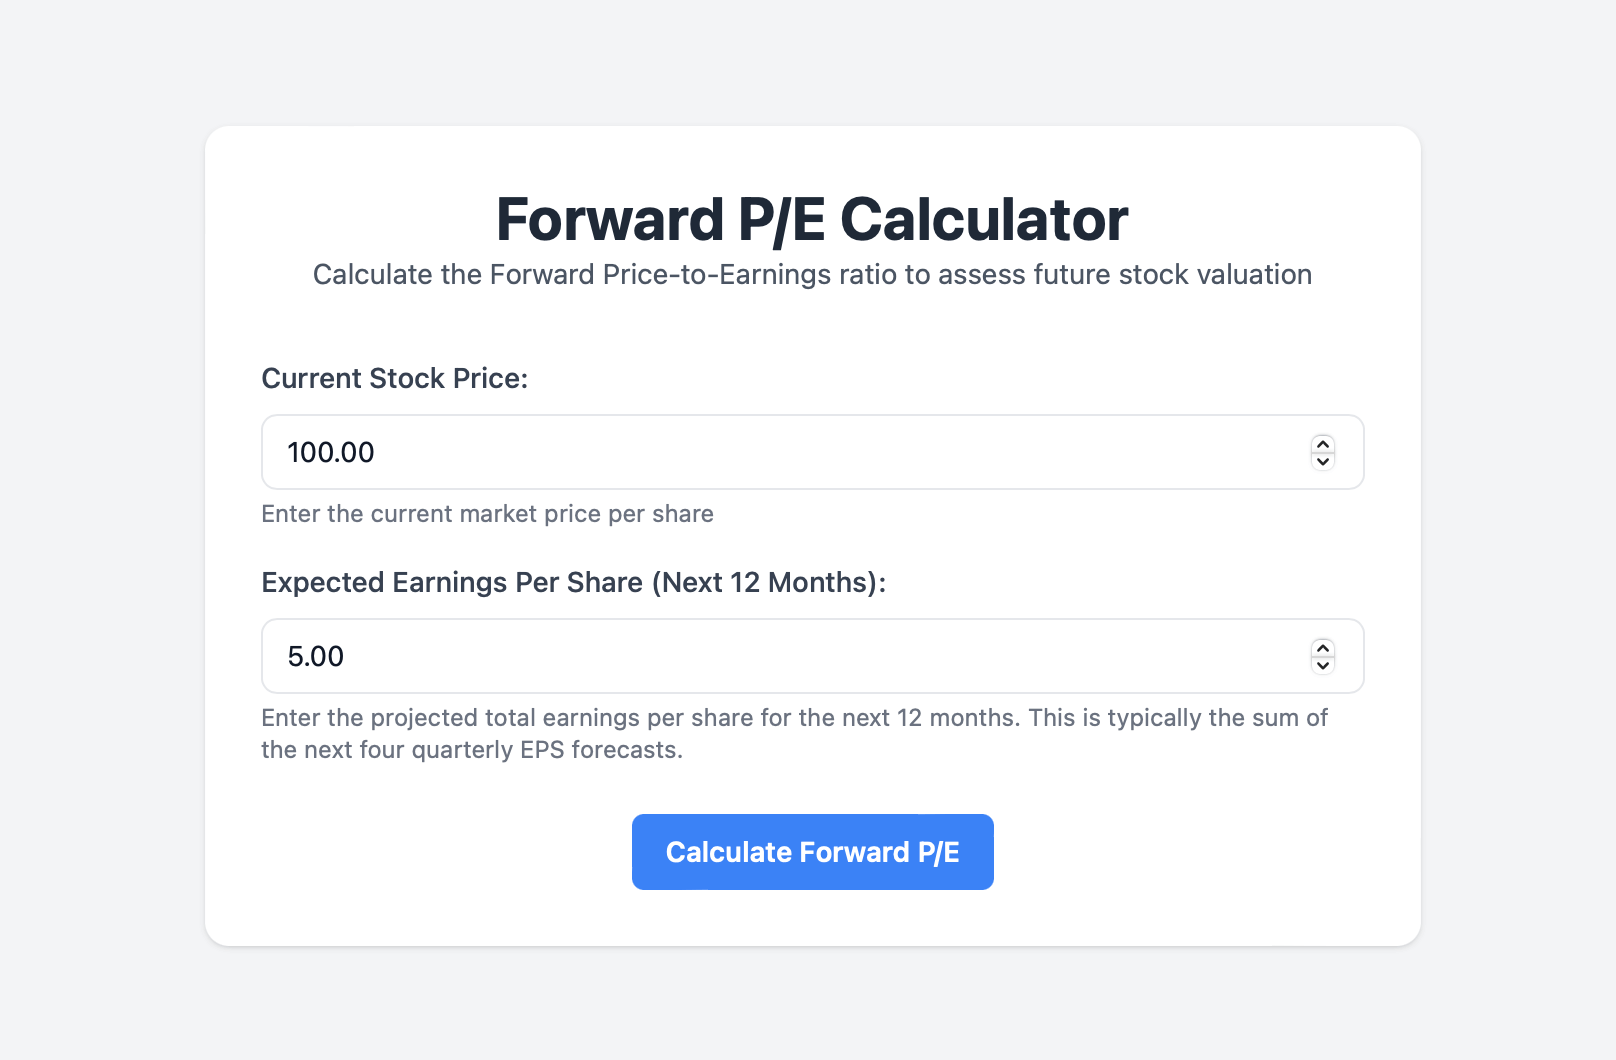 Forward P/E Calculator
Calculate the Forward Price-to-Earnings ratio to assess future stock valuation
Current Stock Price:
100.00
Enter the current market price per share
Expected Earnings Per Share (Next 12 Months):
5.00
Enter the projected total earnings per share for the next 12 months. This is typically the sum of
the next four quarterly EPS forecasts.
Calculate Forward P/E